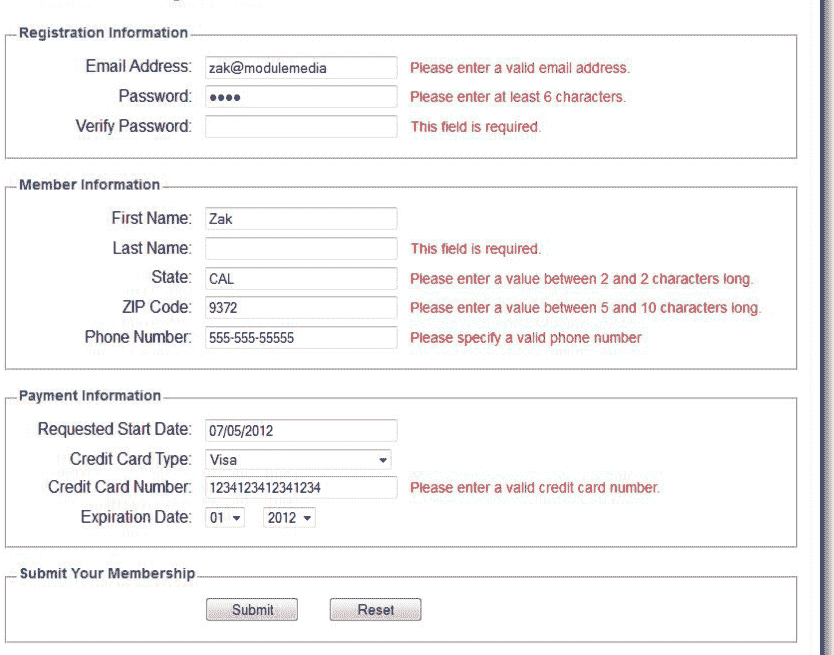 Registration Information
Email Address: zak@modulemedia Please enter a valid email address.
Password: •••• Please enter at least 6 characters.
Verify Password: This field is required.
Member Information
First Name: Zak
Last Name: This field is required.
State: CAL Please enter a value between 2 and 2 characters long.
ZIP Code: 9372 Please enter a value between 5 and 10 characters long.
Phone Number: 555-555-55555 Please specify a valid phone number
Payment Information
Requested Start Date: 07/05/2012
Credit Card Type: Visa
Credit Card Number: 1234123412341234 Please enter a valid credit card number.
Expiration Date: 01 2012
Submit Your Membership
Submit Reset